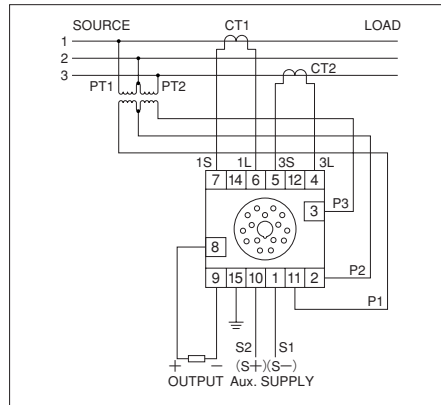 SOURCE CT1 LOAD
1
2
3 CT2
PT1 PT2
1S 1L 3S 3L
7 14 6 5 12 4
3 P3
8
9 15 10 1 11 2 P2
P1
S2 S1
+ − (S+)(S−)
OUTPUT Aux. SUPPLY